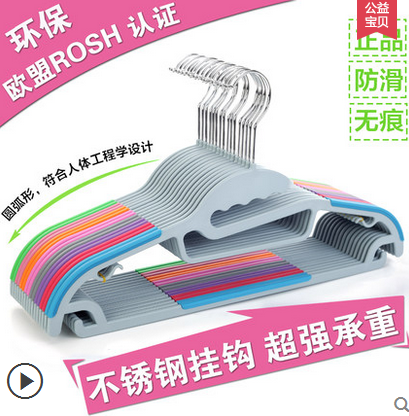 环保
欧盟ROSH 认证
公益
宝贝
正品
防滑
无痕
圆弧形，符合人体工程学设计
不锈钢挂钩 超强承重